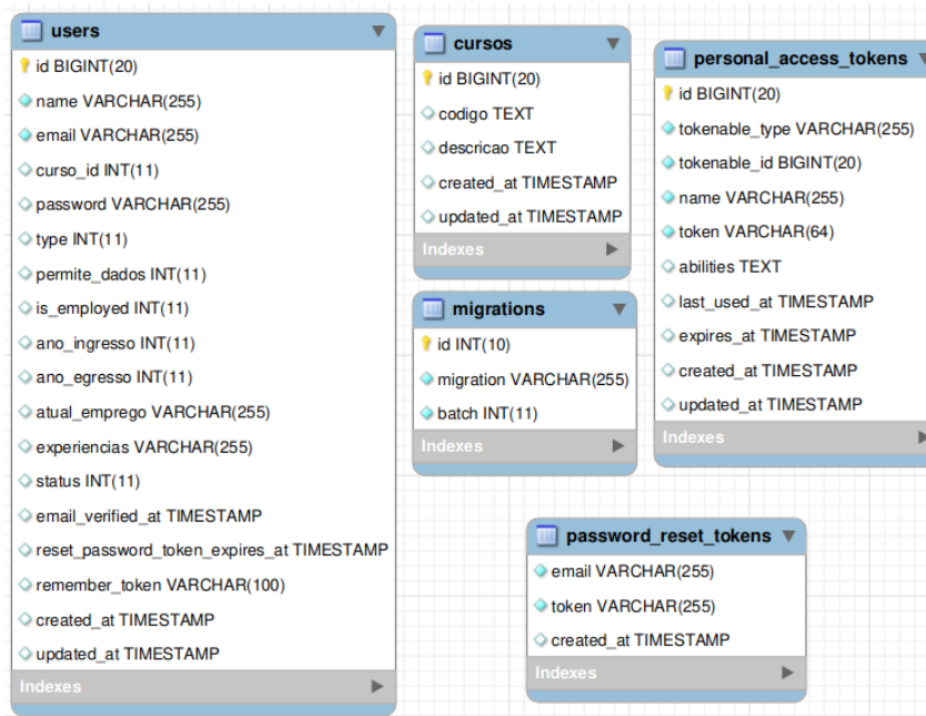 users
id BIGINT(20)
name VARCHAR(255)
email VARCHAR(255)
curso_id INT(11)
password VARCHAR(255)
type INT(11)
permite_dados INT(11)
is_employed INT(11)
ano_ingresso INT(11)
ano_egresso INT(11)
atual_emprego VARCHAR(255)
experiencias VARCHAR(255)
status INT(11)
email_verified_at TIMESTAMP
reset_password_token_expires_at TIMESTAMP
remember_token VARCHAR(100)
created_at TIMESTAMP
updated_at TIMESTAMP
Indexes
cursos
id BIGINT(20)
codigo TEXT
descricao TEXT
created_at TIMESTAMP
updated_at TIMESTAMP
Indexes
migrations
id INT(10)
migration VARCHAR(255)
batch INT(11)
Indexes
personal_access_tokens
id BIGINT(20)
tokenable_type VARCHAR(255)
tokenable_id BIGINT(20)
name VARCHAR(255)
token VARCHAR(64)
abilities TEXT
last_used_at TIMESTAMP
expires_at TIMESTAMP
created_at TIMESTAMP
updated_at TIMESTAMP
Indexes
password_reset_tokens
email VARCHAR(255)
token VARCHAR(255)
created_at TIMESTAMP
Indexes